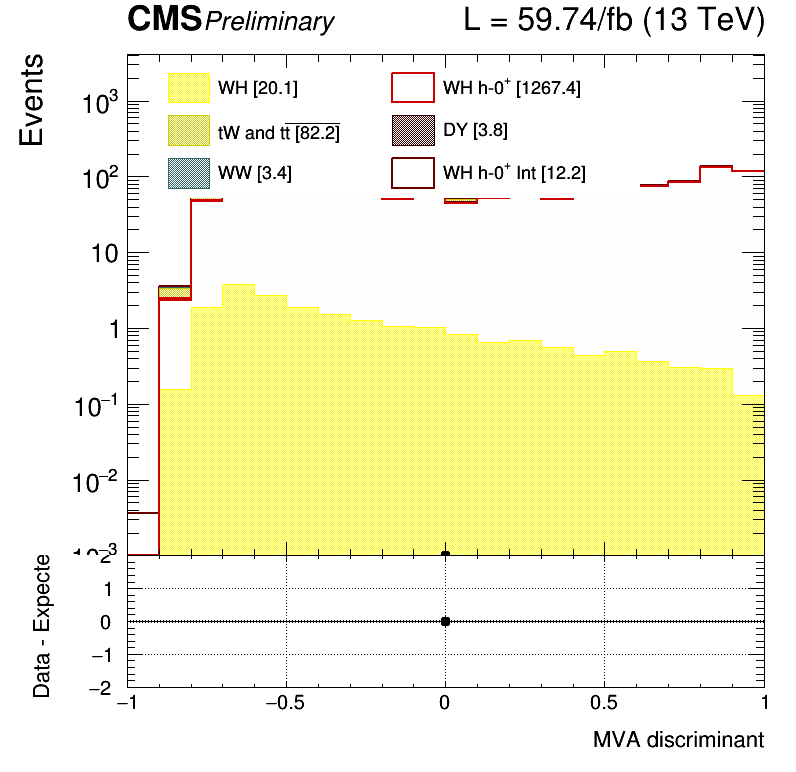 CMS Preliminary L = 59.74/fb (13 TeV)
Events
WH [20.1] WH h-0⁺ [1267.4]
tW and tt [82.2] DY [3.8]
WW [3.4] WH h-0⁺ Int [12.2]
10³
10²
10
1
10⁻¹
10⁻²
10⁻³
Data - Expecte
2
1
0
−1
−2
−1 −0.5 0 0.5 1
MVA discriminant